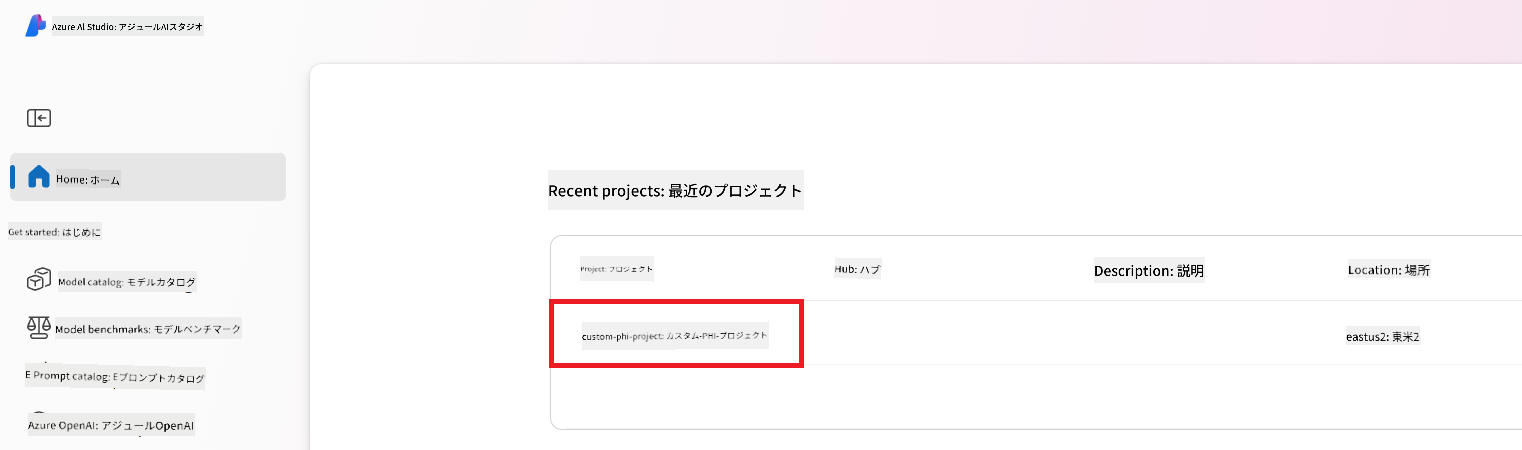 Azure AI Studio: アジュールAIスタジオ
Home: ホーム
Get started: はじめに
Model catalog: モデルカタログ
Model benchmarks: モデルベンチマーク
E Prompt catalog: Eプロンプトカタログ
Azure OpenAI: アジュールOpenAI
Recent projects: 最近のプロジェクト
Project: プロジェクト Hub: ハブ Description: 説明 Location: 場所
custom-phi-project: カスタム-PHI-プロジェクト eastus2: 東米2